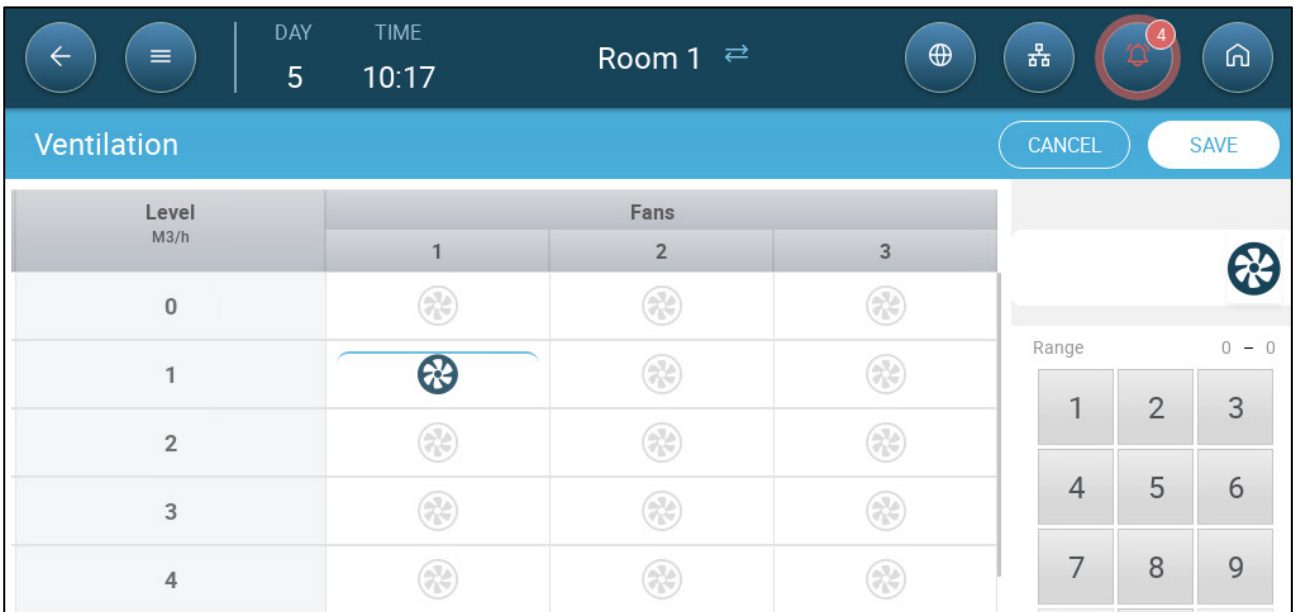 DAY TIME
5 10:17
Room 1
4
Ventilation
CANCEL SAVE
Level
M3/h
Fans
1 2 3
0
1
2
3
4
Range 0 – 0
1 2 3
4 5 6
7 8 9